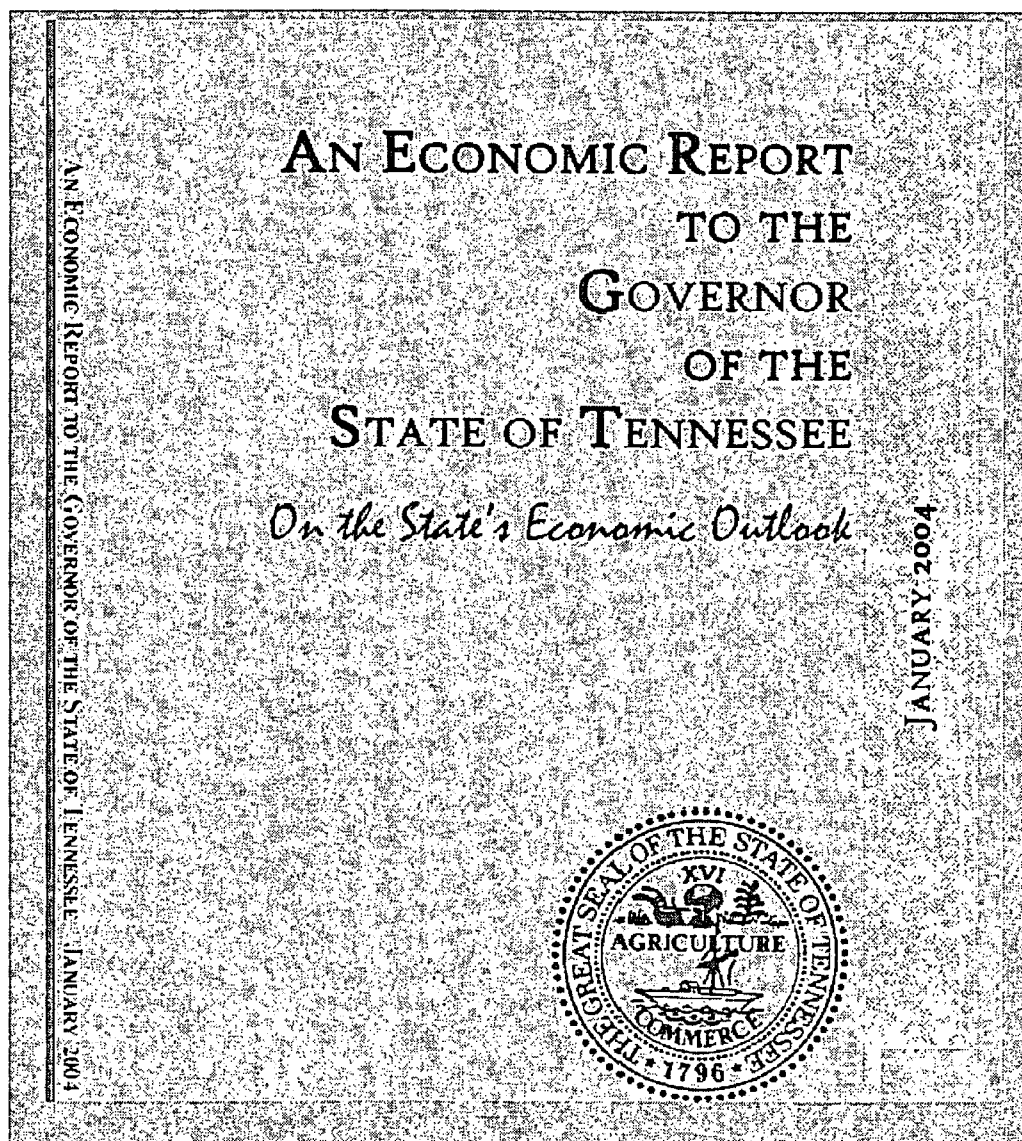 AN ECONOMIC REPORT
TO THE
GOVERNOR
OF THE
STATE OF TENNESSEE
On the State's Economic Outlook
JANUARY 2004
AN ECONOMIC REPORT TO THE GOVERNOR OF THE STATE OF TENNESSEE JANUARY 2004
THE GREAT SEAL OF THE STATE OF TENNESSEE
XVI
AGRICULTURE
COMMERCE
1796